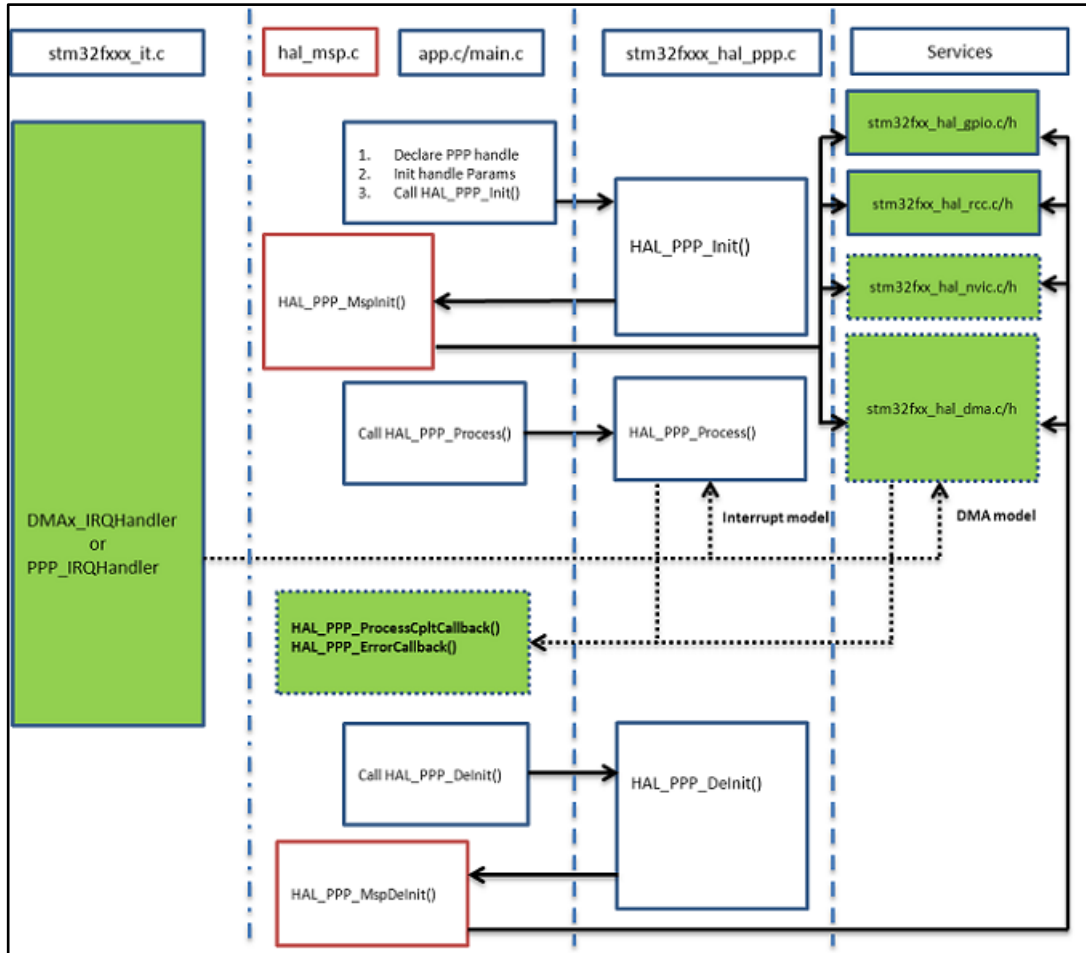 stm32fxxx_it.c
hal_msp.c
app.c/main.c
stm32fxxx_hal_ppp.c
Services
1. Declare PPP handle
2. Init handle Params
3. Call HAL_PPP_Init()
HAL_PPP_Init()
HAL_PPP_MspInit()
stm32fxx_hal_gpio.c/h
stm32fxx_hal_rcc.c/h
stm32fxx_hal_nvic.c/h
stm32fxx_hal_dma.c/h
Call HAL_PPP_Process()
HAL_PPP_Process()
Interrupt model
DMA model
DMAx_IRQHandler
or
PPP_IRQHandler
HAL_PPP_ProcessCpltCallback()
HAL_PPP_ErrorCallback()
Call HAL_PPP_DeInit()
HAL_PPP_DeInit()
HAL_PPP_MspDeInit()